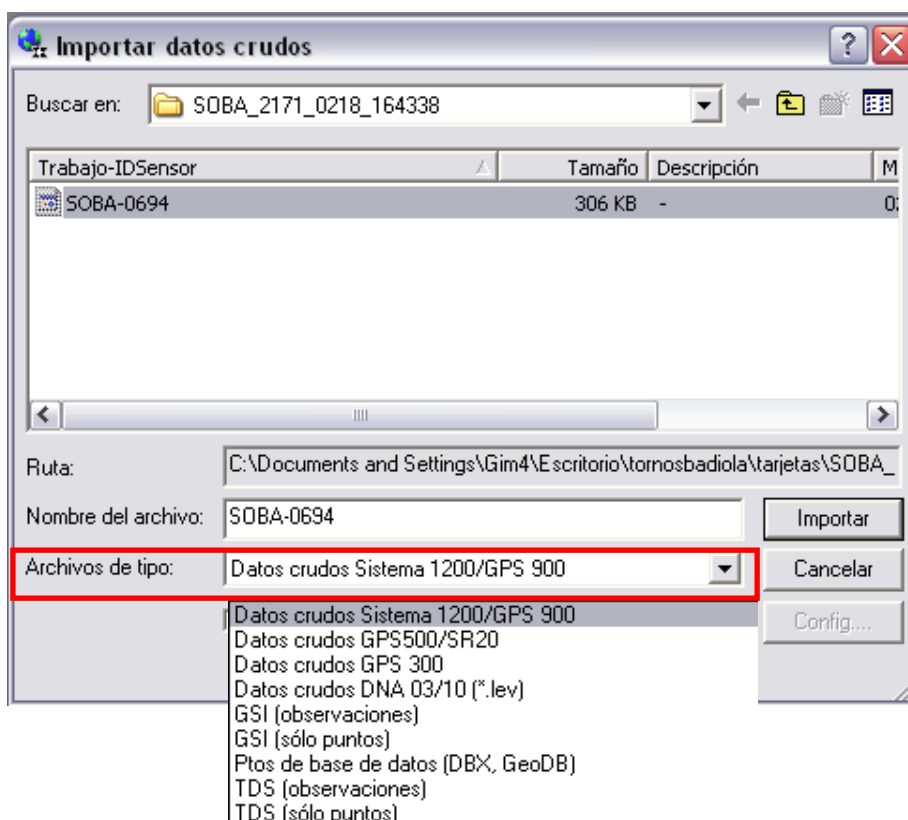 Importar datos crudos
Buscar en: SOBA_2171_0218_164338
Trabajo-IDSensor Tamaño Descripción M
SOBA-0694 306 KB - 0
Ruta: C:\Documents and Settings\Gim4\Escritorio\tornosbadiola\tarjetas\SOBA_
Nombre del archivo: SOBA-0694 Importar
Archivos de tipo: Datos crudos Sistema 1200/GPS 900 Cancelar
Datos crudos Sistema 1200/GPS 900 Config....
Datos crudos GPS500/SR20
Datos crudos GPS 300
Datos crudos DNA 03/10 (*.lev)
GSI (observaciones)
GSI (sólo puntos)
Ptos de base de datos (DBX, GeoDB)
TDS (observaciones)
TDS (sólo puntos)